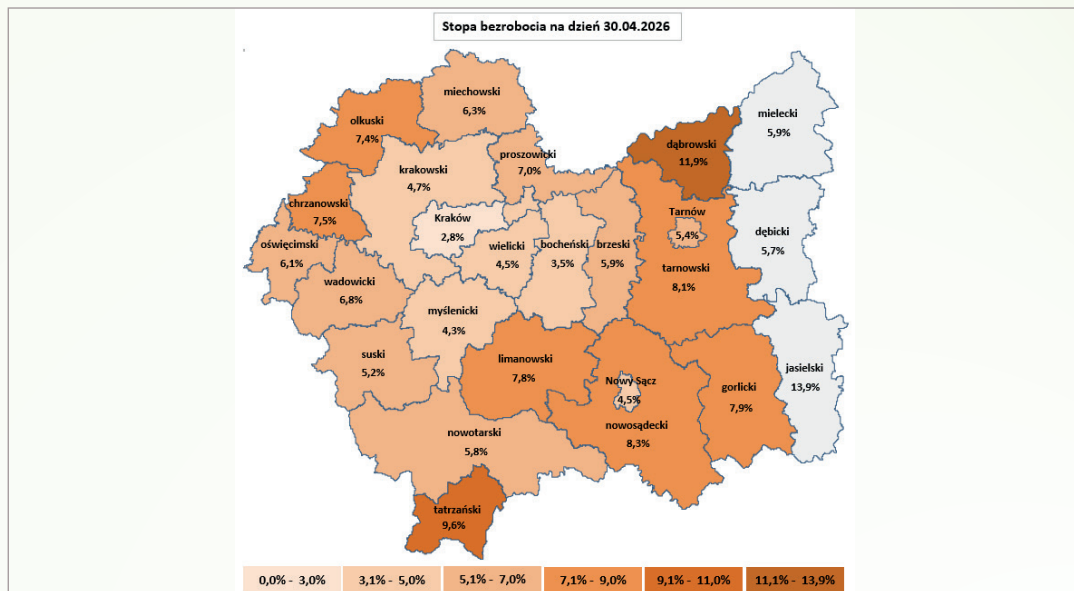 Stopa bezrobocia na dzień 30.04.2026
miechowski
6,3%
olkuski
7,4%
mielecki
5,9%
dąbrowski
11,9%
proszowicki
7,0%
krakowski
4,7%
chrzanowski
7,5%
Kraków
2,8%
Tarnów
5,4%
dębicki
5,7%
oświęcimski
6,1%
wielicki
4,5%
bocheński
3,5%
brzeski
5,9%
tarnowski
8,1%
wadowicki
6,8%
myślenicki
4,3%
suski
5,2%
limanowski
7,8%
Nowy Sącz
4,5%
gorlicki
7,9%
jasielski
13,9%
nowosądecki
8,3%
nowotarski
5,8%
tatrzański
9,6%
0,0% - 3,0%
3,1% - 5,0%
5,1% - 7,0%
7,1% - 9,0%
9,1% - 11,0%
11,1% - 13,9%